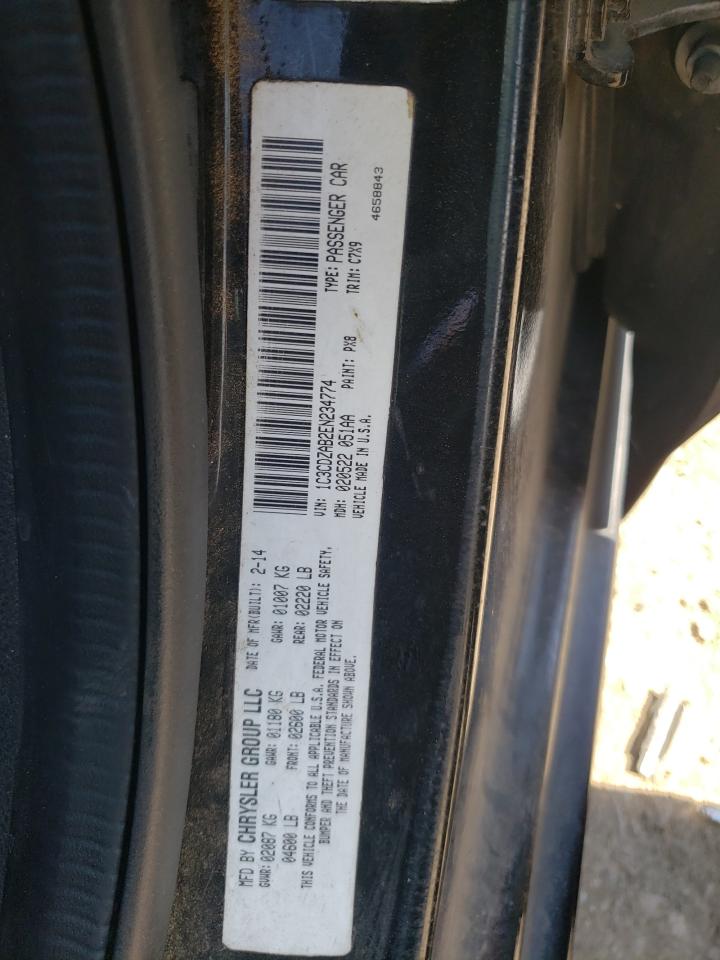 MFD BY CHRYSLER GROUP LLC DATE OF MFR(BUILT): 2-14
GVWR: 02087 KG GAWR: 01180 KG GAWR: 01007 KG
04600 LB FRONT: 02600 LB REAR: 02220 LB
THIS VEHICLE CONFORMS TO ALL APPLICABLE U.S.A. FEDERAL MOTOR VEHICLE SAFETY,
BUMPER AND THEFT PREVENTION STANDARDS IN EFFECT ON
THE DATE OF MANUFACTURE SHOWN ABOVE.
VIN: 1C3CDZAB2EN234774 TYPE: PASSENGER CAR
MDH: 020522 051AA PAINT: PX8 TRIM: C7X9
VEHICLE MADE IN U.S.A.
4658843